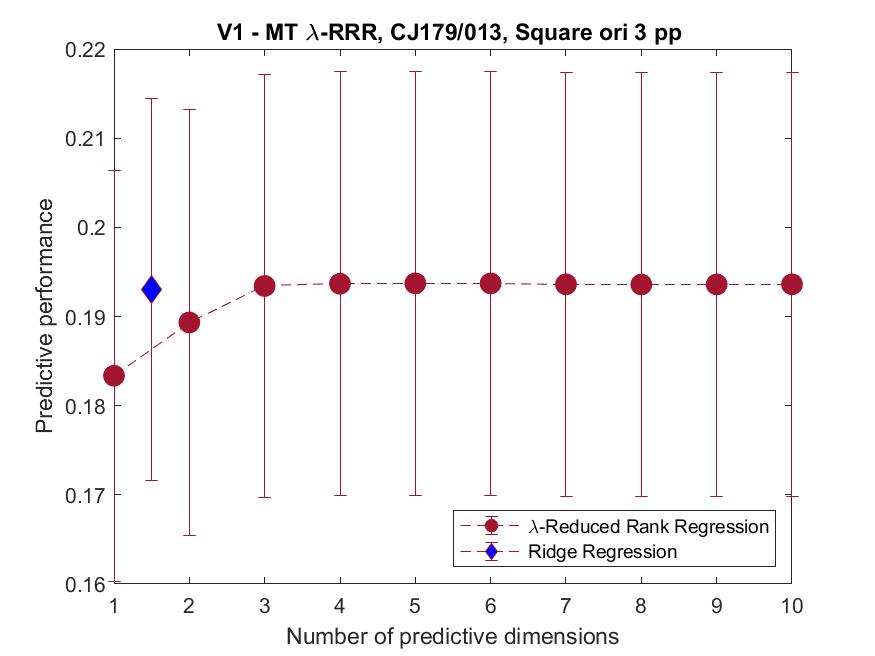 V1 - MT λ-RRR, CJ179/013, Square ori 3 pp
0.22
0.21
0.2
0.19
0.18
0.17
0.16
Predictive performance
1 2 3 4 5 6 7 8 9 10
Number of predictive dimensions
λ-Reduced Rank Regression
Ridge Regression